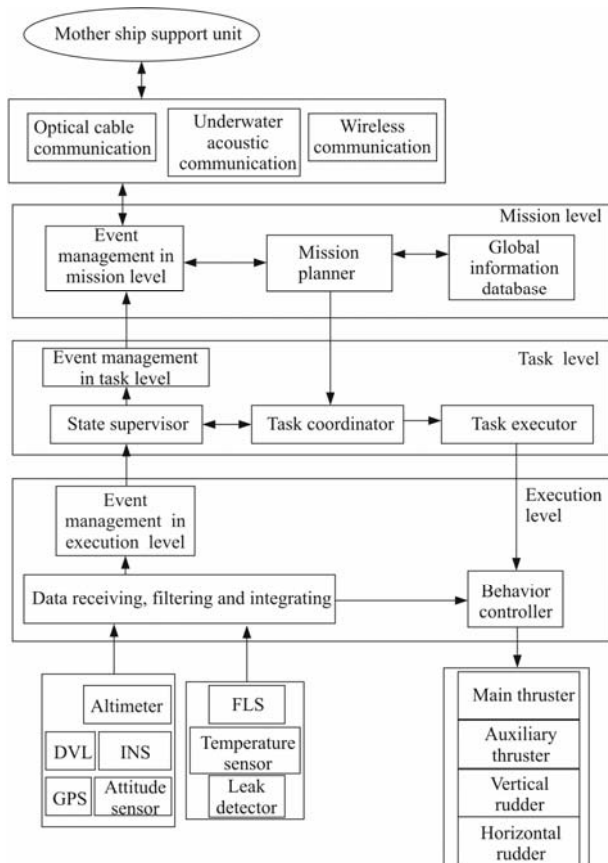 Mother ship support unit
Optical cable
communication
Underwater
acoustic
communication
Wireless
communication
Mission level
Event
management in
mission level
Mission
planner
Global
information
database
Event management
in task level
Task level
State supervisor
Task coordinator
Task executor
Event
management in
execution level
Execution
level
Data receiving, filtering and integrating
Behavior
controller
Altimeter
DVL
INS
GPS
Attitude
sensor
FLS
Temperature
sensor
Leak
detector
Main thruster
Auxiliary
thruster
Vertical
rudder
Horizontal
rudder